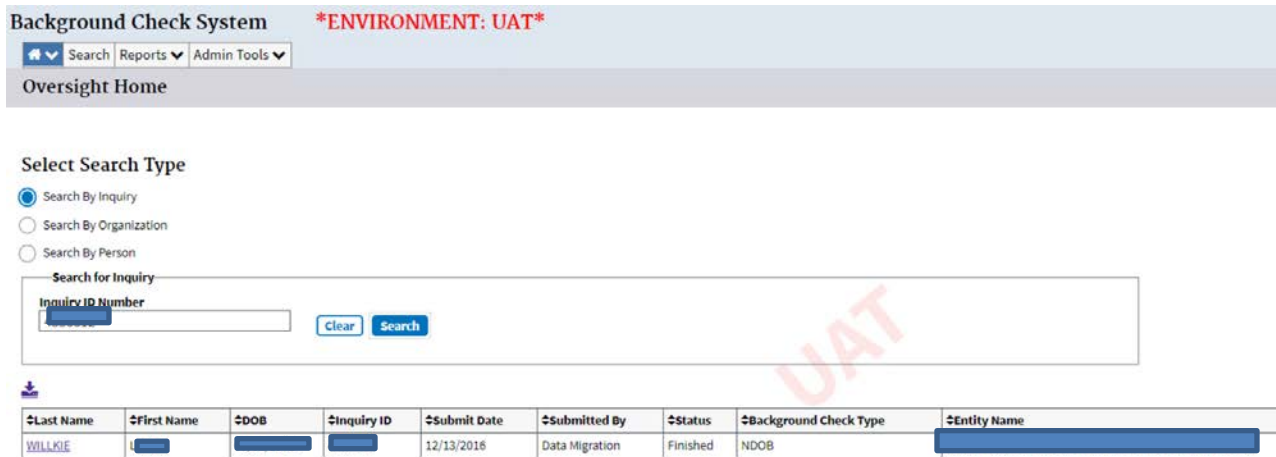 Background Check System *ENVIRONMENT: UAT*
Search Reports Admin Tools
Oversight Home
Select Search Type
Search By Inquiry
Search By Organization
Search By Person
Search for Inquiry
Inquiry ID Number
Clear Search
UAT
Last Name First Name DOB Inquiry ID Submit Date Submitted By Status Background Check Type Entity Name
WILLKIE 12/13/2016 Data Migration Finished NDOB